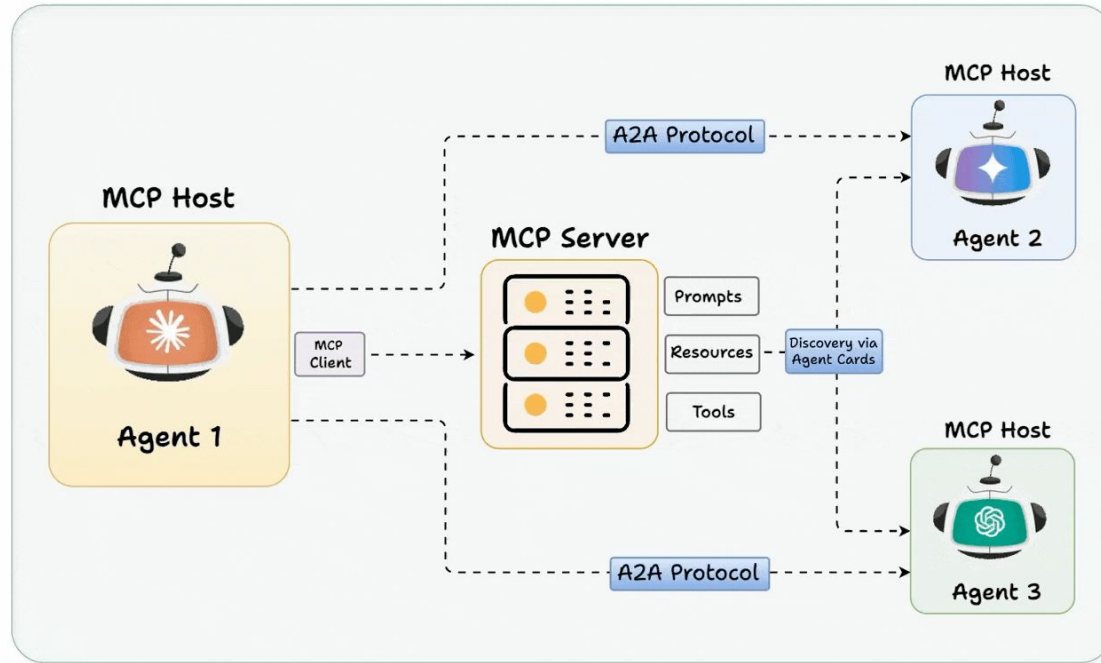 MCP Host
A2A Protocol
Agent 2
MCP Host
Agent 1
MCP
Client
MCP Server
Prompts
Resources
Tools
Discovery via
Agent Cards
MCP Host
Agent 3
A2A Protocol